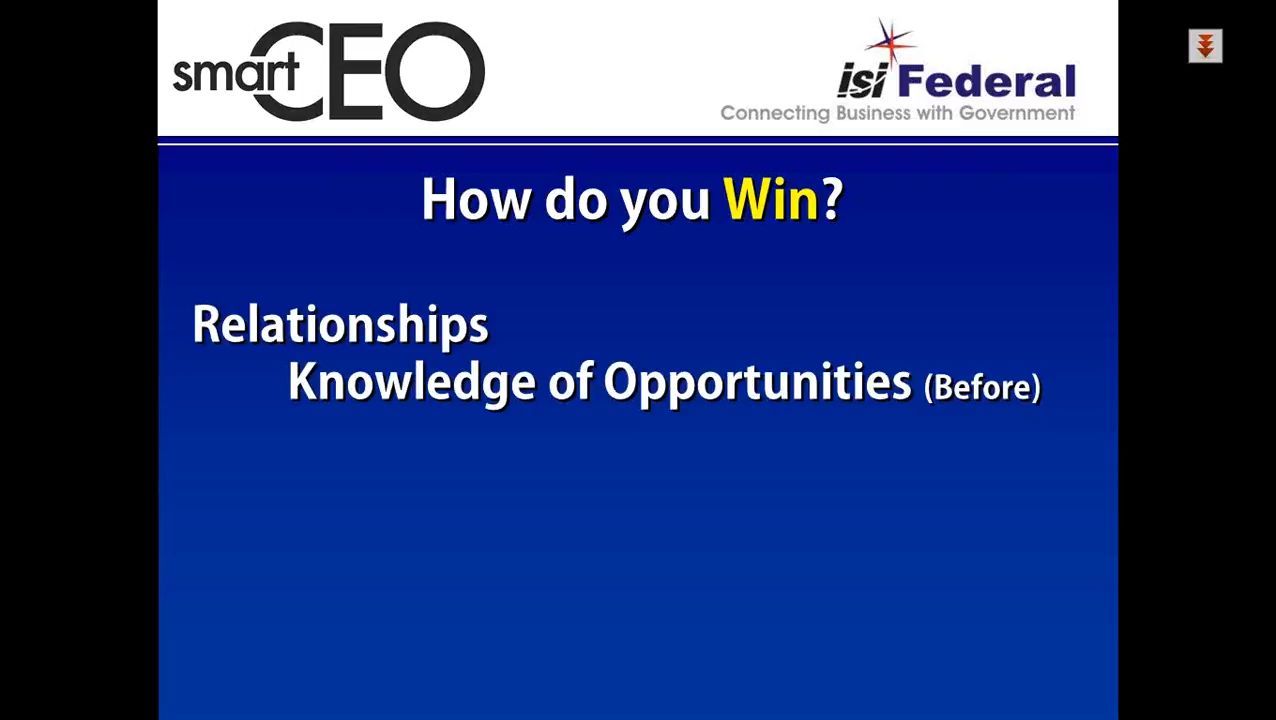 smartCEO
isi Federal
Connecting Business with Government
How do you Win?
Relationships
Knowledge of Opportunities (Before)